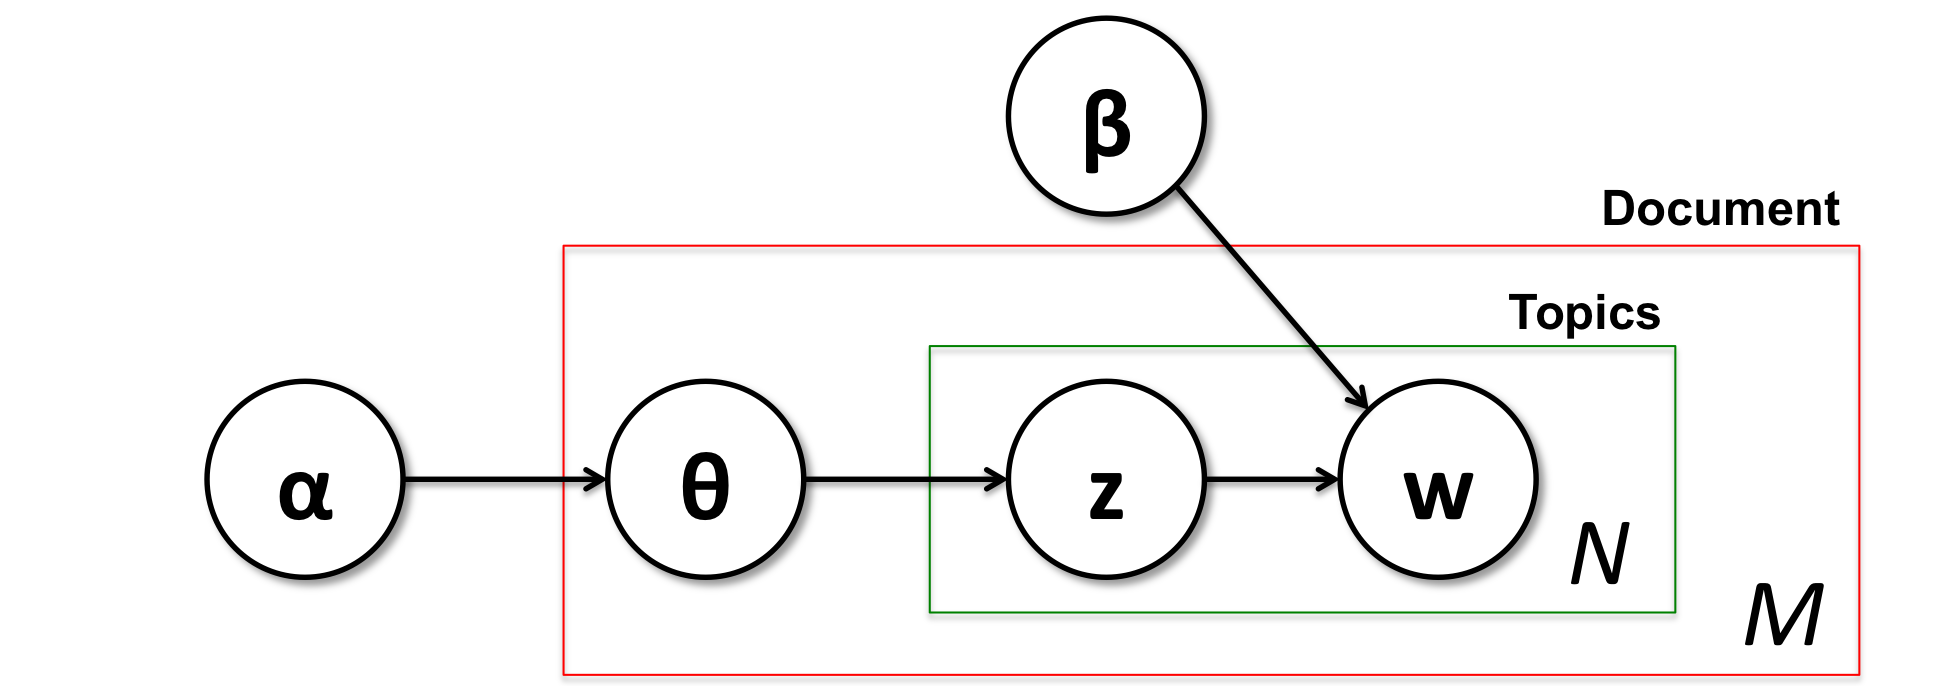 β
Document
Topics
α
θ
z
w
N
M